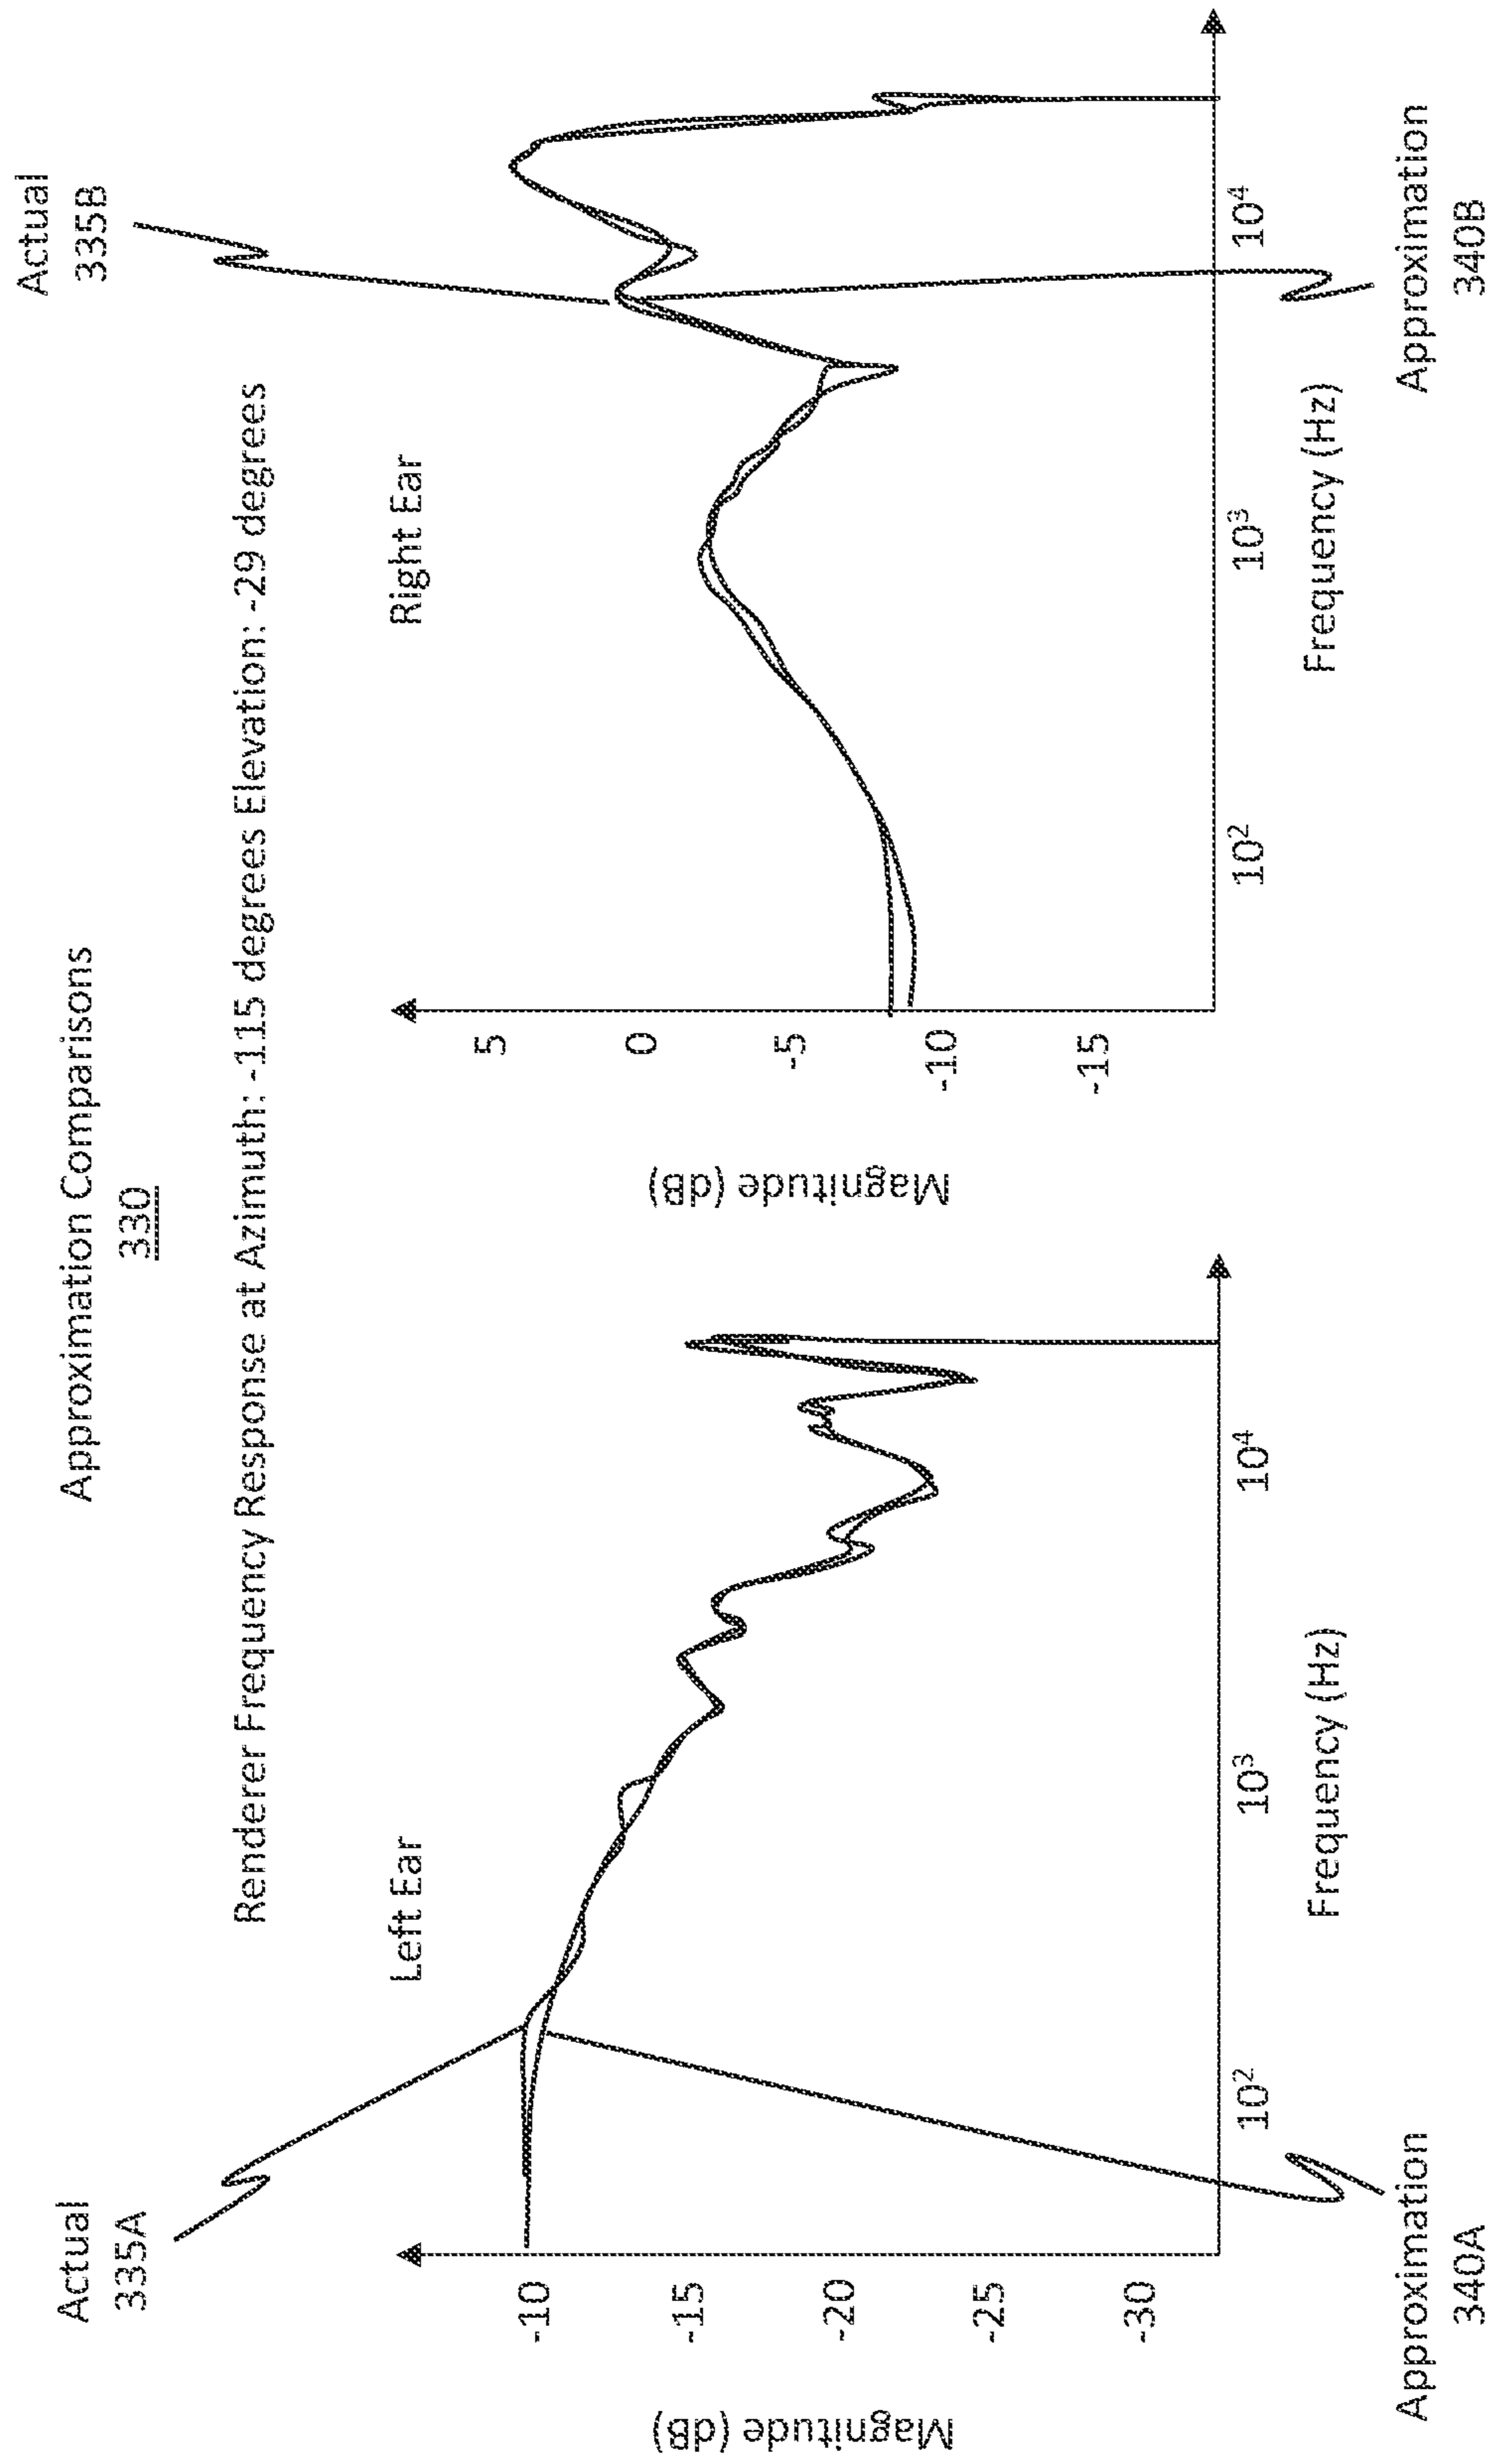 Approximation Comparisons
330
Renderer Frequency Response at Azimuth: -115 degrees Elevation: -29 degrees
Actual
335A
Left Ear
Magnitude (dB)
-10
-15
-20
-25
-30
10²
10³
10⁴
Frequency (Hz)
Approximation
340A
Actual
335B
Right Ear
Magnitude (dB)
5
0
-5
-10
-15
10²
10³
10⁴
Frequency (Hz)
Approximation
340B